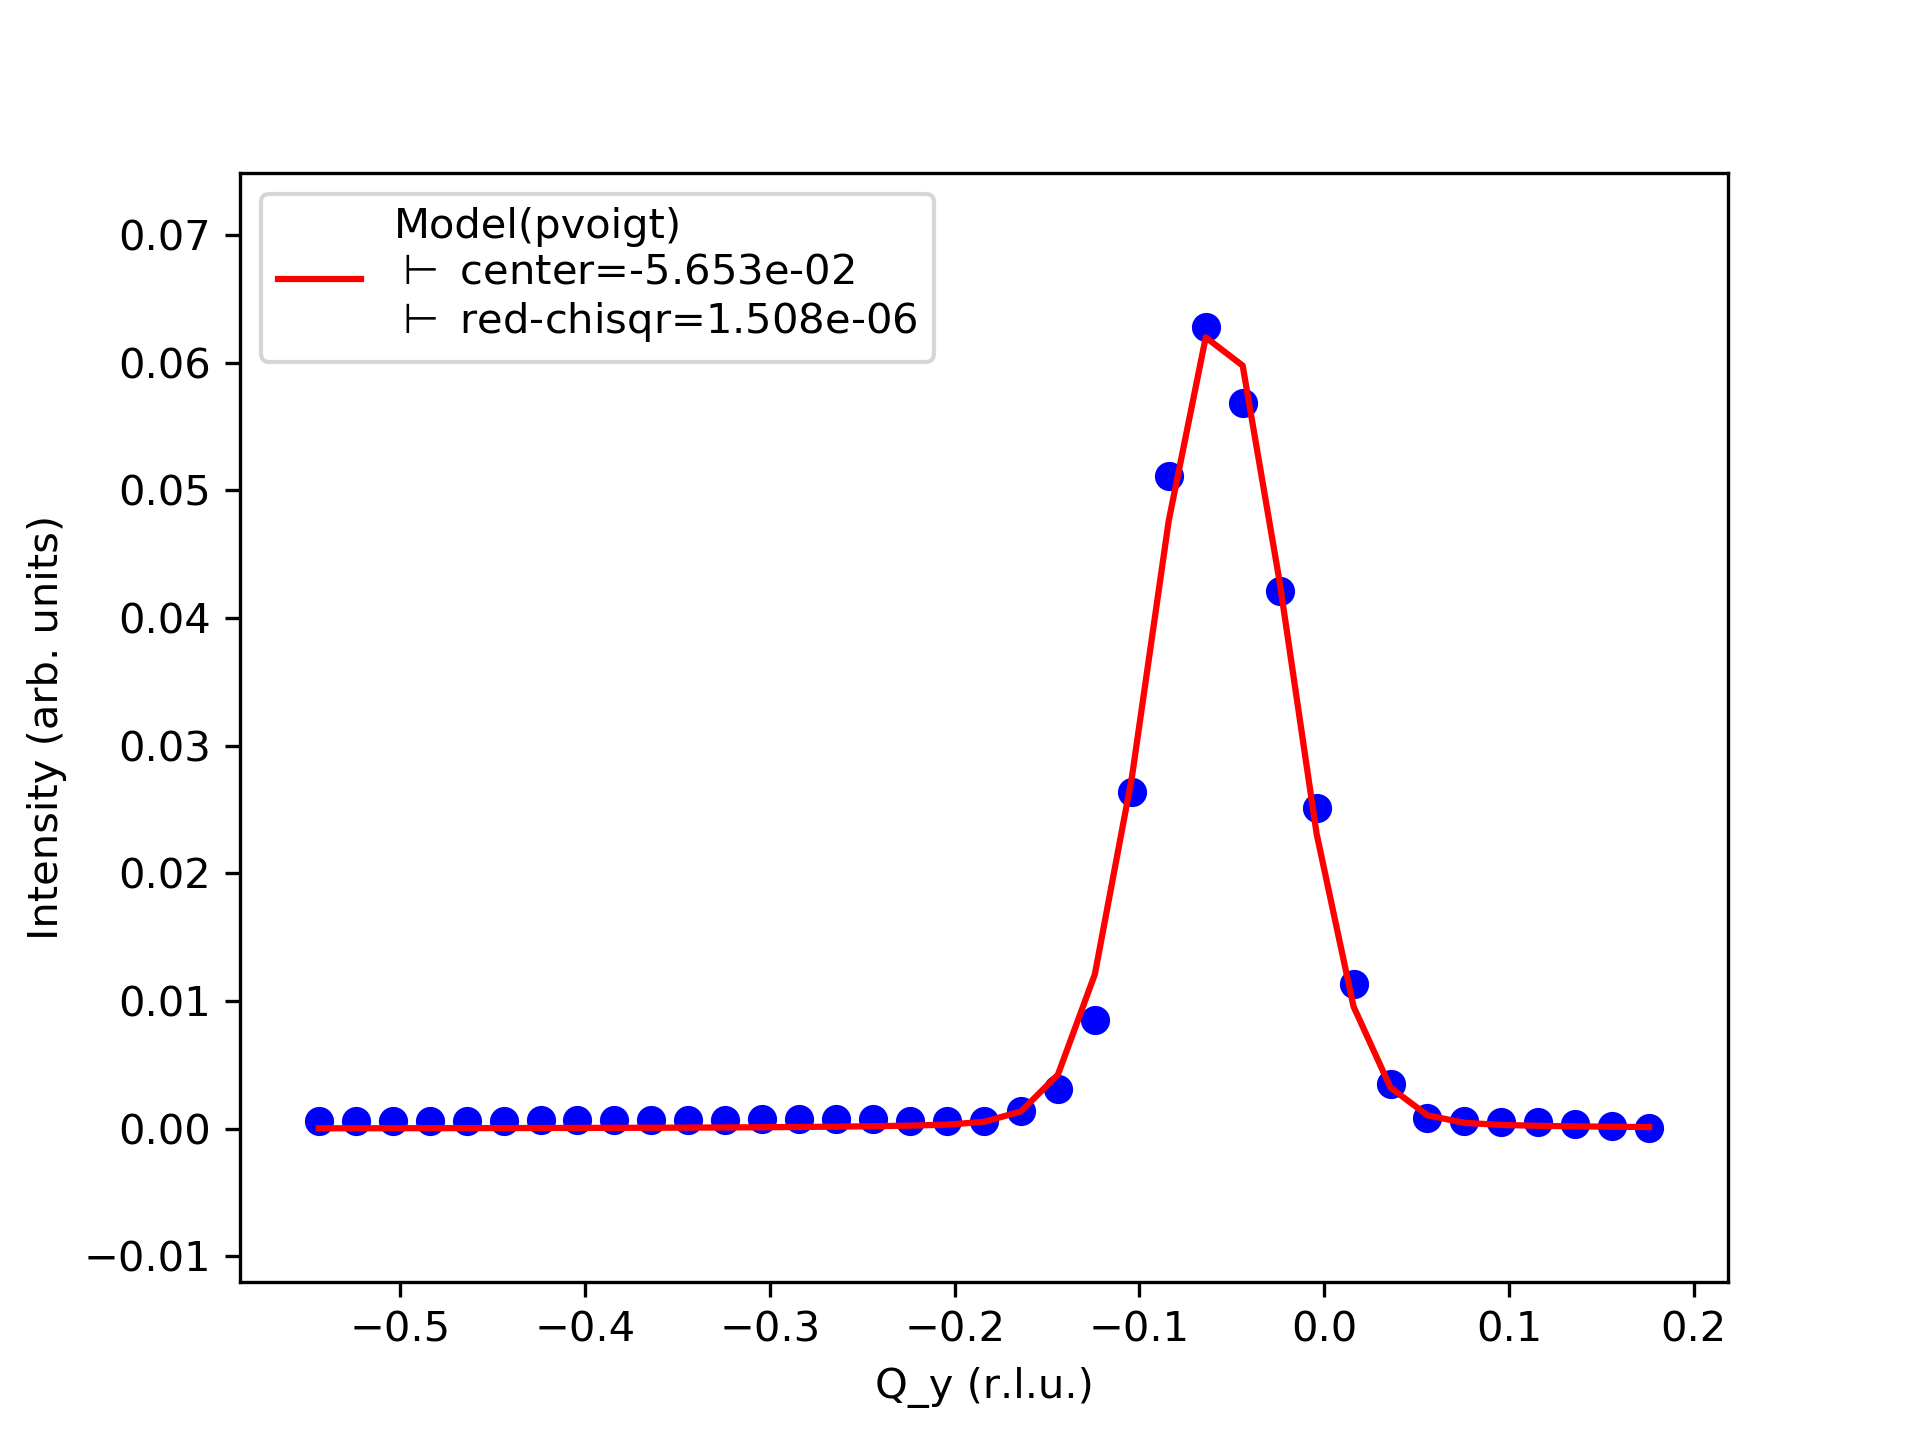 Model(pvoigt)
⊢ center=-5.653e-02
⊢ red-chisqr=1.508e-06
0.07
0.06
0.05
0.04
0.03
0.02
0.01
0.00
−0.01
Intensity (arb. units)
−0.5 −0.4 −0.3 −0.2 −0.1 0.0 0.1 0.2
Q_y (r.l.u.)